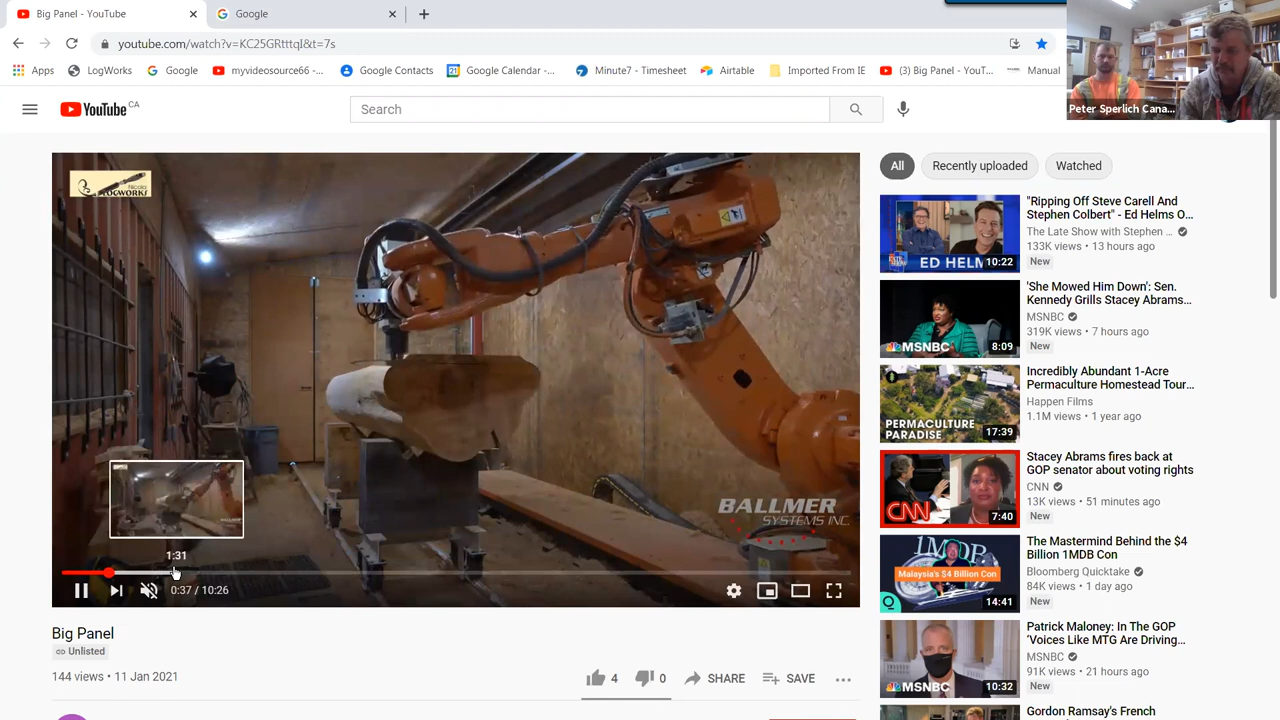 Big Panel - YouTube
Google
youtube.com/watch?v=KC25GRtttqI&t=7s
Apps
LogWorks
Google
myvideosource66 -...
Google Contacts
Google Calendar -...
Minute7 - Timesheet
Airtable
Imported From IE
(3) Big Panel - YouT...
Manual
Peter Sperlich Cana...
YouTube CA
Search
All
Recently uploaded
Watched
Nicola
LOGWORKS
BALLMER
SYSTEMS INC.
1:31
0:37 / 10:26
Big Panel
Unlisted
144 views • 11 Jan 2021
4
0
SHARE
SAVE
ED HELM
10:22
"Ripping Off Steve Carell And
Stephen Colbert" - Ed Helms O...
The Late Show with Stephen ...
133K views • 13 hours ago
New
MSNBC
8:09
'She Mowed Him Down': Sen.
Kennedy Grills Stacey Abrams...
MSNBC
319K views • 7 hours ago
New
PERMACULTURE
PARADISE
17:39
Incredibly Abundant 1-Acre
Permaculture Homestead Tour...
Happen Films
1.1M views • 1 year ago
CNN
7:40
Stacey Abrams fires back at
GOP senator about voting rights
CNN
13K views • 51 minutes ago
New
1MDB
Malaysia's $4 Billion Con
14:41
The Mastermind Behind the $4
Billion 1MDB Con
Bloomberg Quicktake
84K views • 1 day ago
New
MSNBC
10:32
Patrick Maloney: In The GOP
‘Voices Like MTG Are Driving...
MSNBC
91K views • 21 hours ago
New
Gordon Ramsay's French